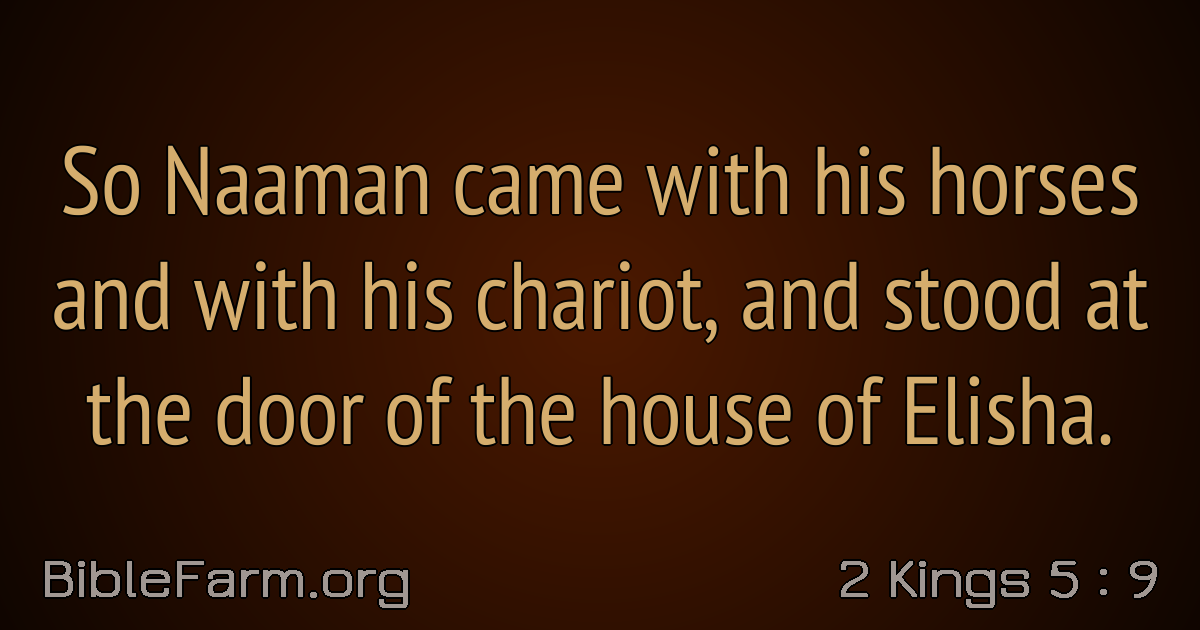 So Naaman came with his horses
and with his chariot, and stood at
the door of the house of Elisha.
BibleFarm.org
2 Kings 5 : 9